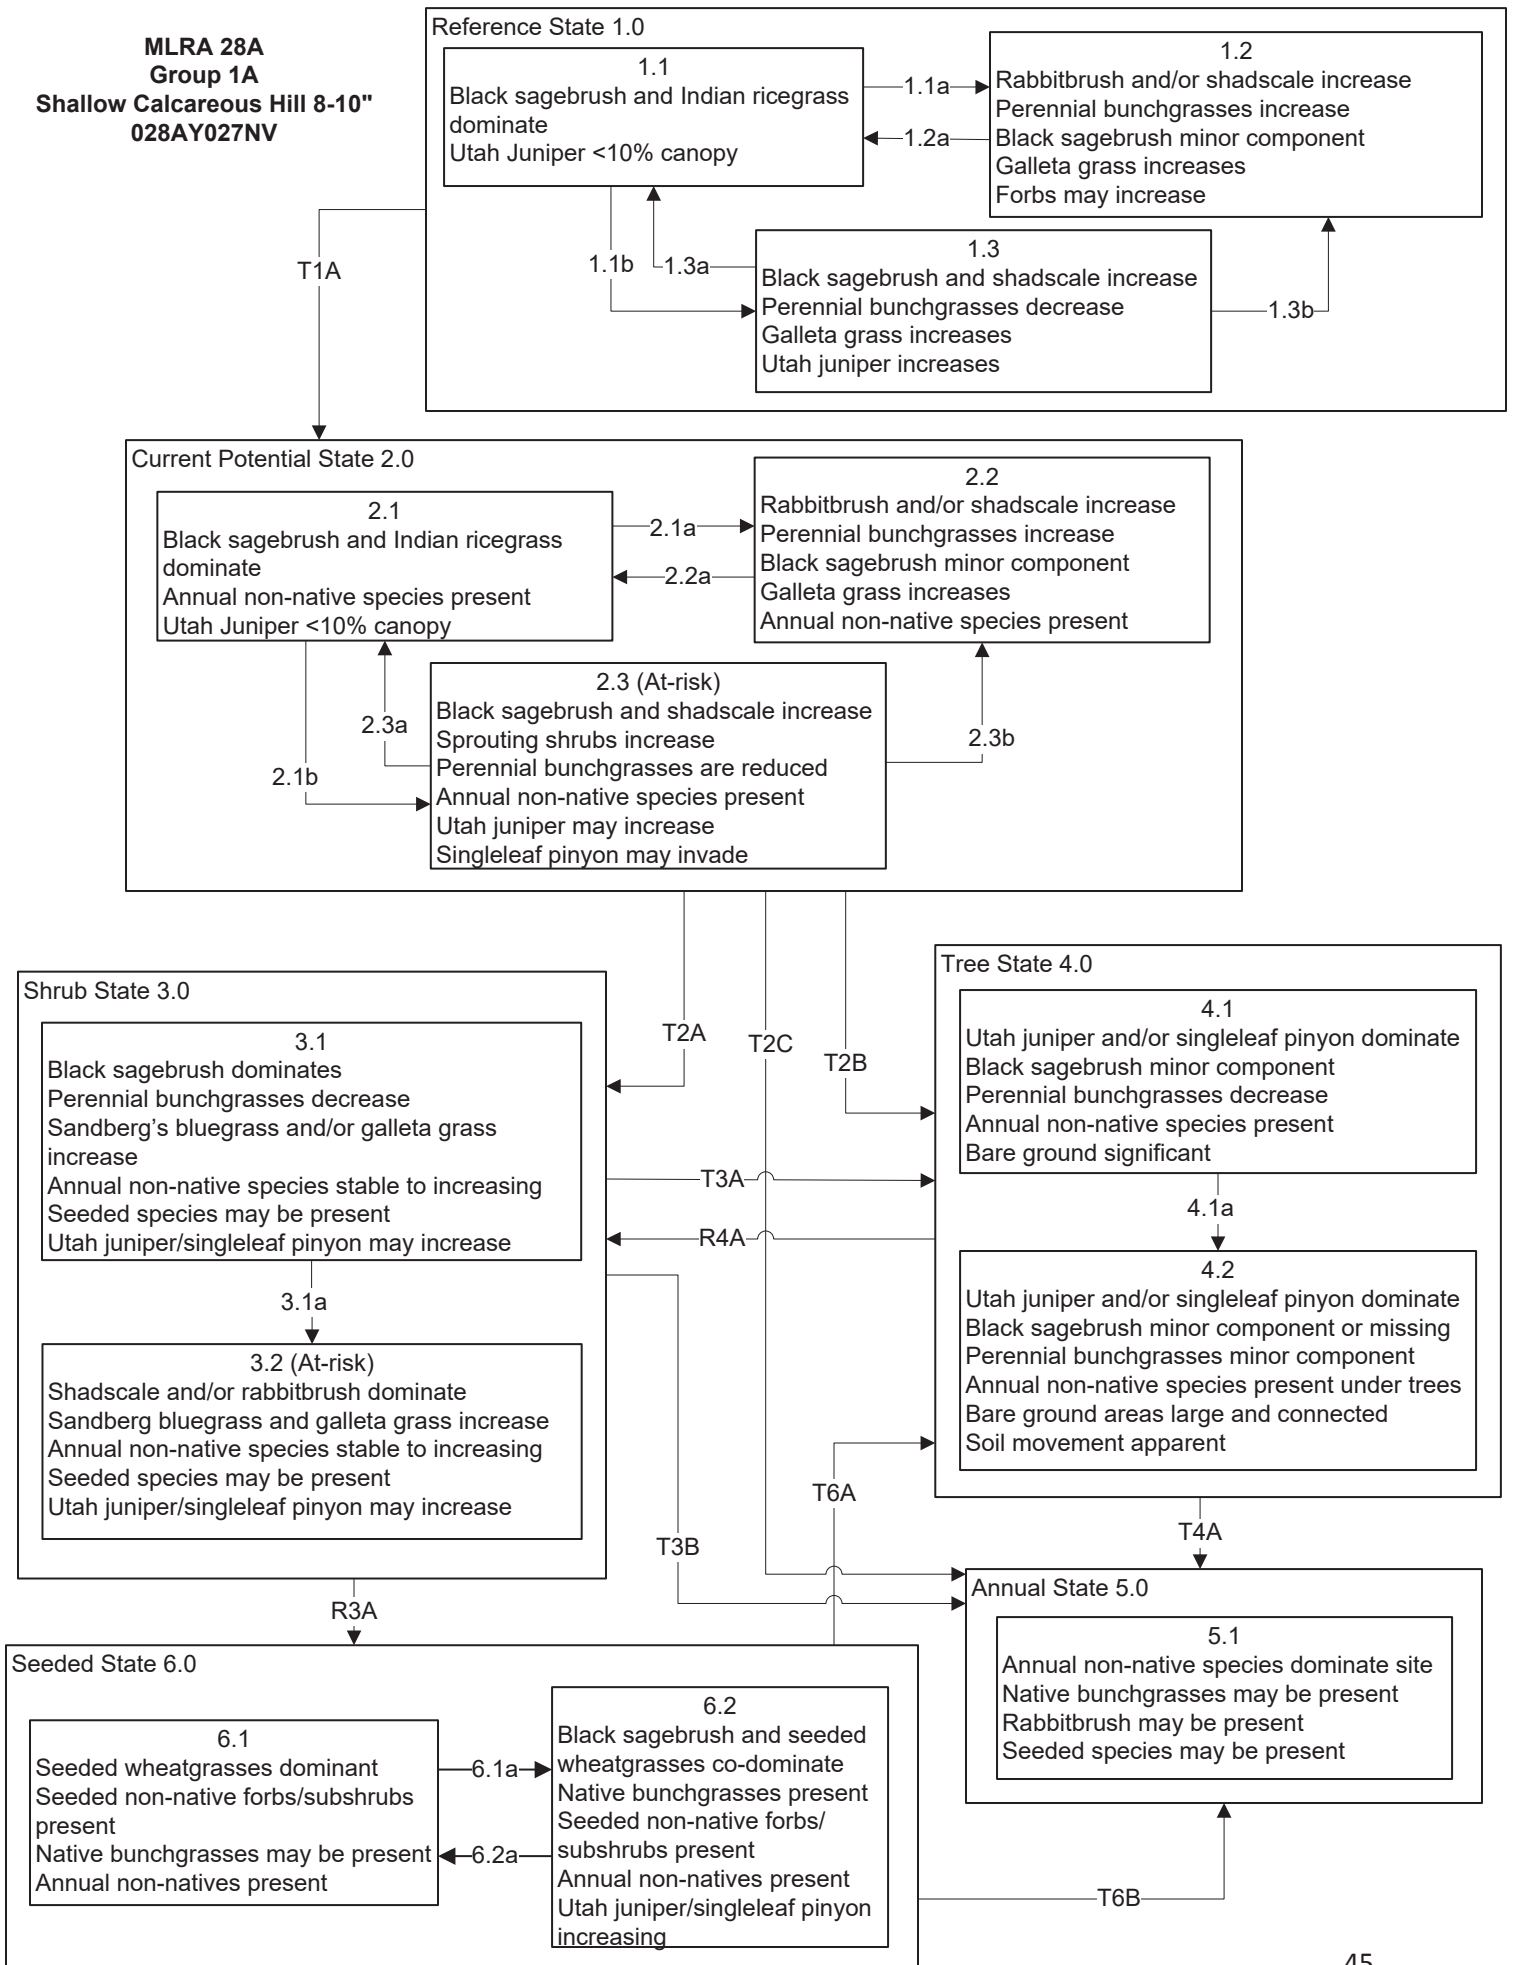 MLRA 28A
Group 1A
Shallow Calcareous Hill 8-10"
028AY027NV
Reference State 1.0
1.1
Black sagebrush and Indian ricegrass
dominate
Utah Juniper <10% canopy
1.1a
1.2a
1.2
Rabbitbrush and/or shadscale increase
Perennial bunchgrasses increase
Black sagebrush minor component
Galleta grass increases
Forbs may increase
1.1b
1.3a
1.3
Black sagebrush and shadscale increase
Perennial bunchgrasses decrease
Galleta grass increases
Utah juniper increases
1.3b
T1A
Current Potential State 2.0
2.1
Black sagebrush and Indian ricegrass
dominate
Annual non-native species present
Utah Juniper <10% canopy
2.1a
2.2a
2.2
Rabbitbrush and/or shadscale increase
Perennial bunchgrasses increase
Black sagebrush minor component
Galleta grass increases
Annual non-native species present
2.1b
2.3a
2.3 (At-risk)
Black sagebrush and shadscale increase
Sprouting shrubs increase
Perennial bunchgrasses are reduced
Annual non-native species present
Utah juniper may increase
Singleleaf pinyon may invade
2.3b
T2A
T2C
T2B
Shrub State 3.0
3.1
Black sagebrush dominates
Perennial bunchgrasses decrease
Sandberg's bluegrass and/or galleta grass
increase
Annual non-native species stable to increasing
Seeded species may be present
Utah juniper/singleleaf pinyon may increase
3.1a
3.2 (At-risk)
Shadscale and/or rabbitbrush dominate
Sandberg bluegrass and galleta grass increase
Annual non-native species stable to increasing
Seeded species may be present
Utah juniper/singleleaf pinyon may increase
T3A
R4A
T3B
Tree State 4.0
4.1
Utah juniper and/or singleleaf pinyon dominate
Black sagebrush minor component
Perennial bunchgrasses decrease
Annual non-native species present
Bare ground significant
4.1a
4.2
Utah juniper and/or singleleaf pinyon dominate
Black sagebrush minor component or missing
Perennial bunchgrasses minor component
Annual non-native species present under trees
Bare ground areas large and connected
Soil movement apparent
T6A
T4A
R3A
Annual State 5.0
5.1
Annual non-native species dominate site
Native bunchgrasses may be present
Rabbitbrush may be present
Seeded species may be present
Seeded State 6.0
6.1
Seeded wheatgrasses dominant
Seeded non-native forbs/subshrubs
present
Native bunchgrasses may be present
Annual non-natives present
6.1a
6.2a
6.2
Black sagebrush and seeded
wheatgrasses co-dominate
Native bunchgrasses present
Seeded non-native forbs/
subshrubs present
Annual non-natives present
Utah juniper/singleleaf pinyon
increasing
T6B
45